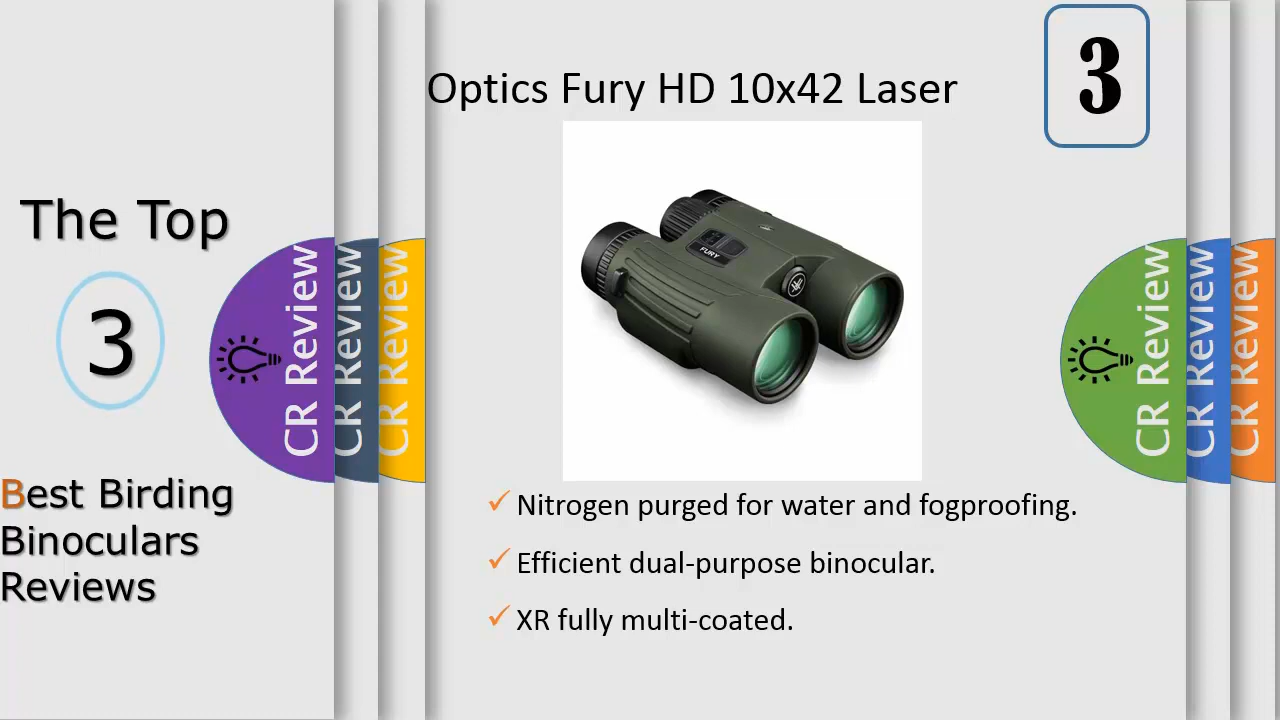 Optics Fury HD 10x42 Laser
3
The Top
3
Best Birding
Binoculars
Reviews
CR Review
CR Review
CR Review
FURY
CR Review
CR Review
CR Review
Nitrogen purged for water and fogproofing.
Efficient dual-purpose binocular.
XR fully multi-coated.